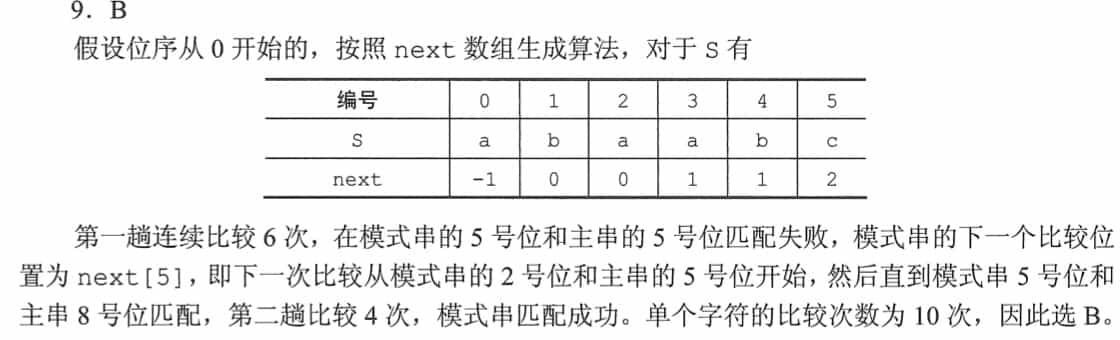 9．B
假设位序从 0 开始的，按照 next 数组生成算法，对于 S 有
编号 0 1 2 3 4 5
S a b a a b c
next -1 0 0 1 1 2
第一趟连续比较 6 次，在模式串的 5 号位和主串的 5 号位匹配失败，模式串的下一个比较位
置为 next[5]，即下一次比较从模式串的 2 号位和主串的 5 号位开始，然后直到模式串 5 号位和
主串 8 号位匹配，第二趟比较 4 次，模式串匹配成功。单个字符的比较次数为 10 次，因此选 B。